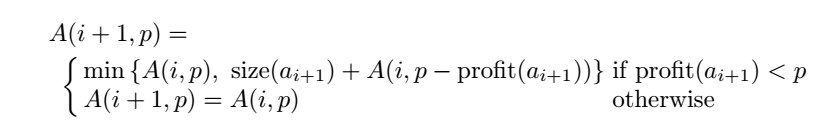 A(i + 1, p) =
{ min {A(i, p), size(a_{i+1}) + A(i, p − profit(a_{i+1}))} if profit(a_{i+1}) < p
A(i + 1, p) = A(i, p) otherwise